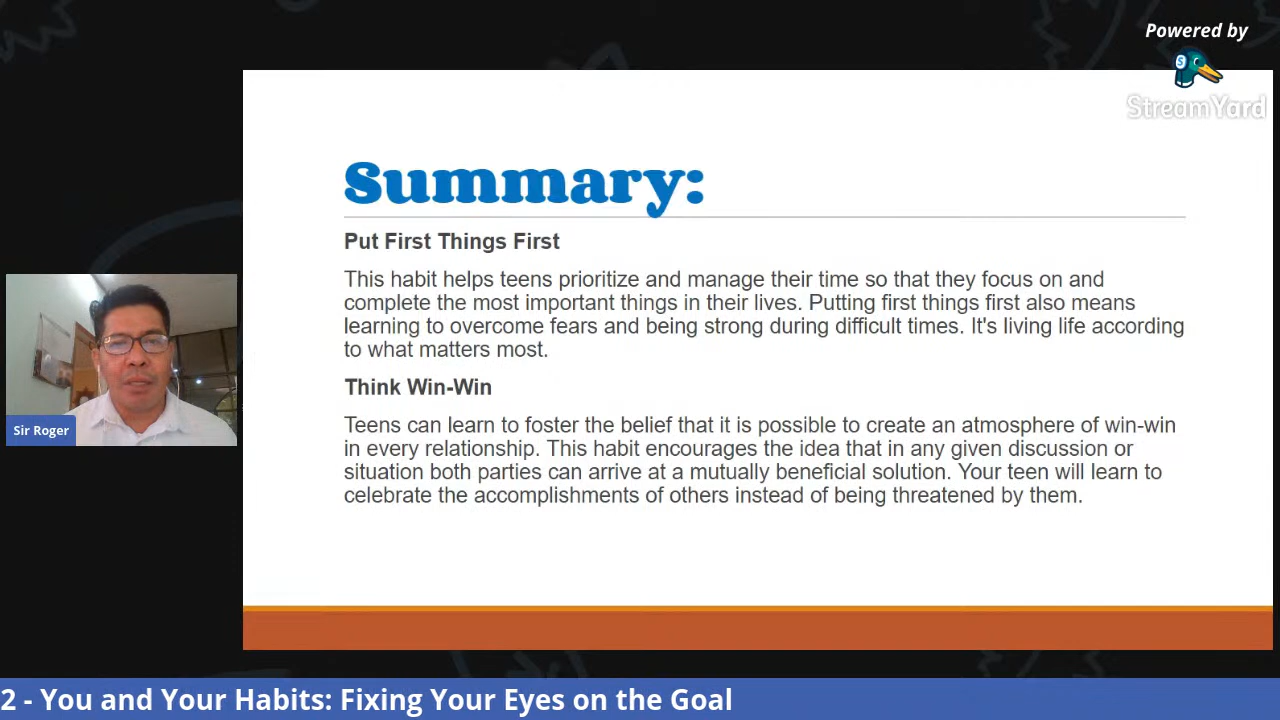 Powered by
StreamYard
Summary:
Put First Things First
This habit helps teens prioritize and manage their time so that they focus on and
complete the most important things in their lives. Putting first things first also means
learning to overcome fears and being strong during difficult times. It's living life according
to what matters most.
Think Win-Win
Teens can learn to foster the belief that it is possible to create an atmosphere of win-win
in every relationship. This habit encourages the idea that in any given discussion or
situation both parties can arrive at a mutually beneficial solution. Your teen will learn to
celebrate the accomplishments of others instead of being threatened by them.
Sir Roger
2 - You and Your Habits: Fixing Your Eyes on the Goal